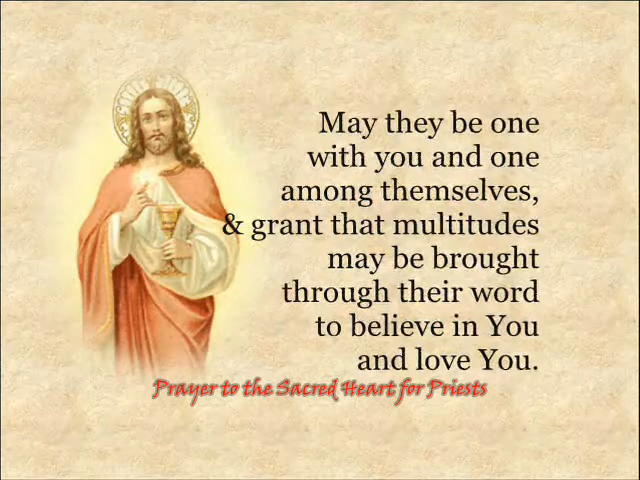 May they be one
with you and one
among themselves,
& grant that multitudes
may be brought
through their word
to believe in You
and love You.
Prayer to the Sacred Heart for Priests